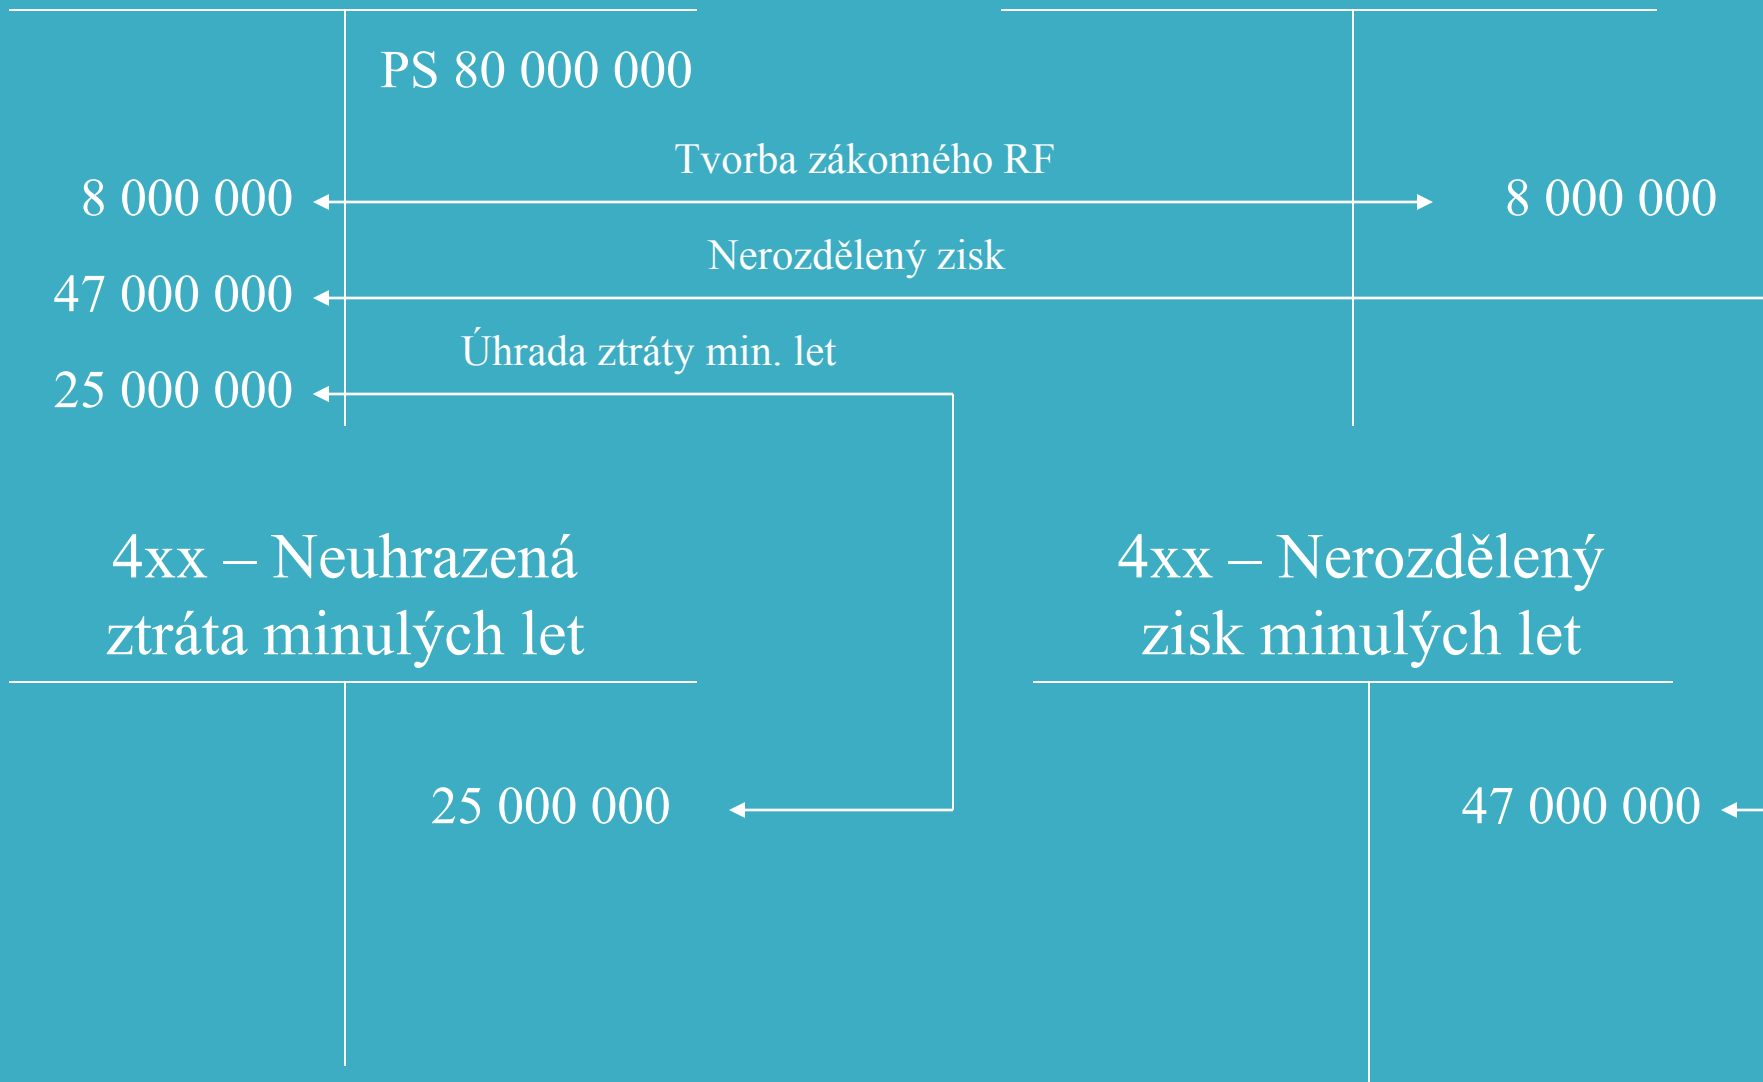 PS 80 000 000
Tvorba zákonného RF
8 000 000
8 000 000
Nerozdělený zisk
47 000 000
Úhrada ztráty min. let
25 000 000
4xx – Neuhrazená
ztráta minulých let
4xx – Nerozdělený
zisk minulých let
25 000 000
47 000 000